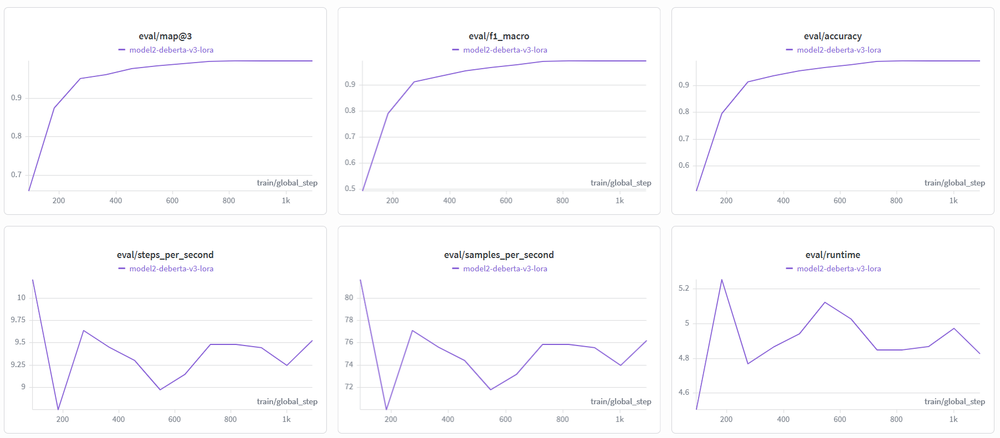 eval/map@3
model2-deberta-v3-lora
0.9
0.8
0.7
train/global_step
200 400 600 800 1k
eval/f1_macro
model2-deberta-v3-lora
0.9
0.8
0.7
0.6
0.5
train/global_step
200 400 600 800 1k
eval/accuracy
model2-deberta-v3-lora
0.9
0.8
0.7
0.6
train/global_step
200 400 600 800 1k
eval/steps_per_second
model2-deberta-v3-lora
10
9.75
9.5
9.25
9
train/global_step
200 400 600 800 1k
eval/samples_per_second
model2-deberta-v3-lora
80
78
76
74
72
train/global_step
200 400 600 800 1k
eval/runtime
model2-deberta-v3-lora
5.2
5
4.8
4.6
train/global_step
200 400 600 800 1k